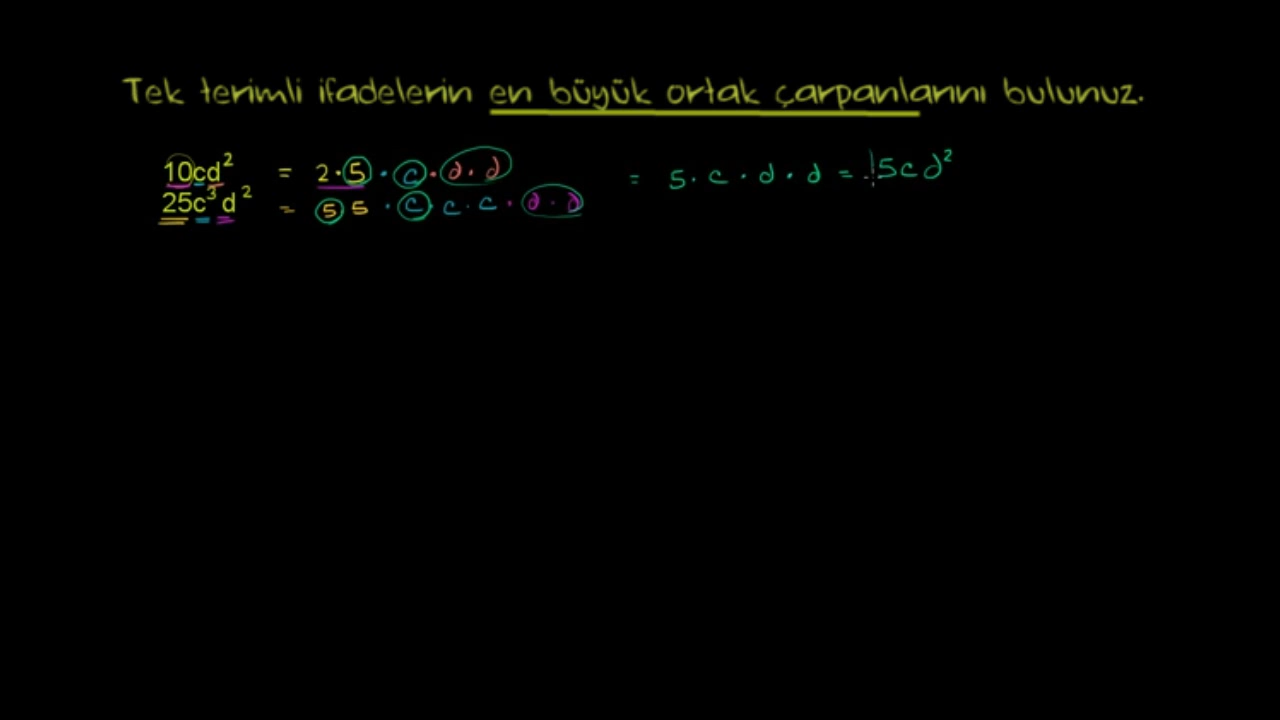 Tek terimli ifadelerin en büyük ortak çarpanlarını bulunuz.
10cd² = 2·5·c·d·d = 5·c·d·d = 5cd²
25c³d² = 5 5·c·c·c·d·d